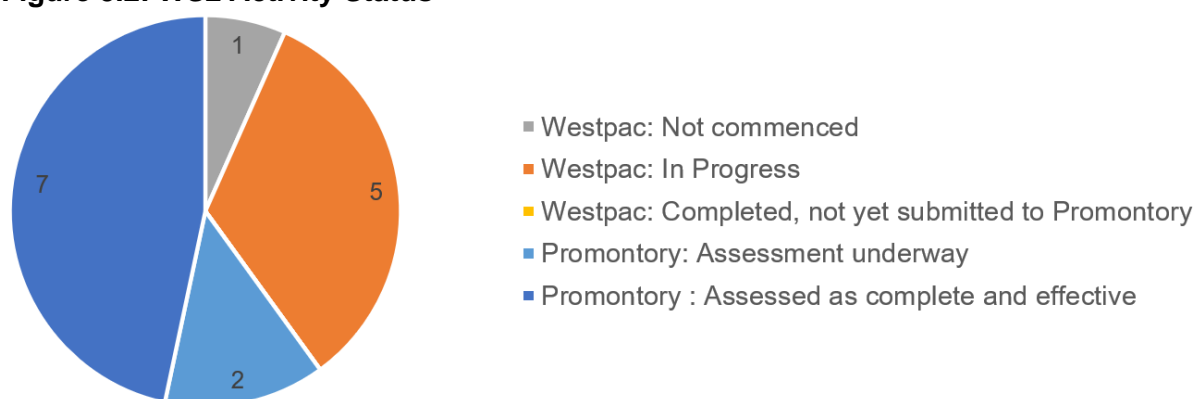 1
5
7
2
Westpac: Not commenced
Westpac: In Progress
Westpac: Completed, not yet submitted to Promontory
Promontory: Assessment underway
Promontory : Assessed as complete and effective